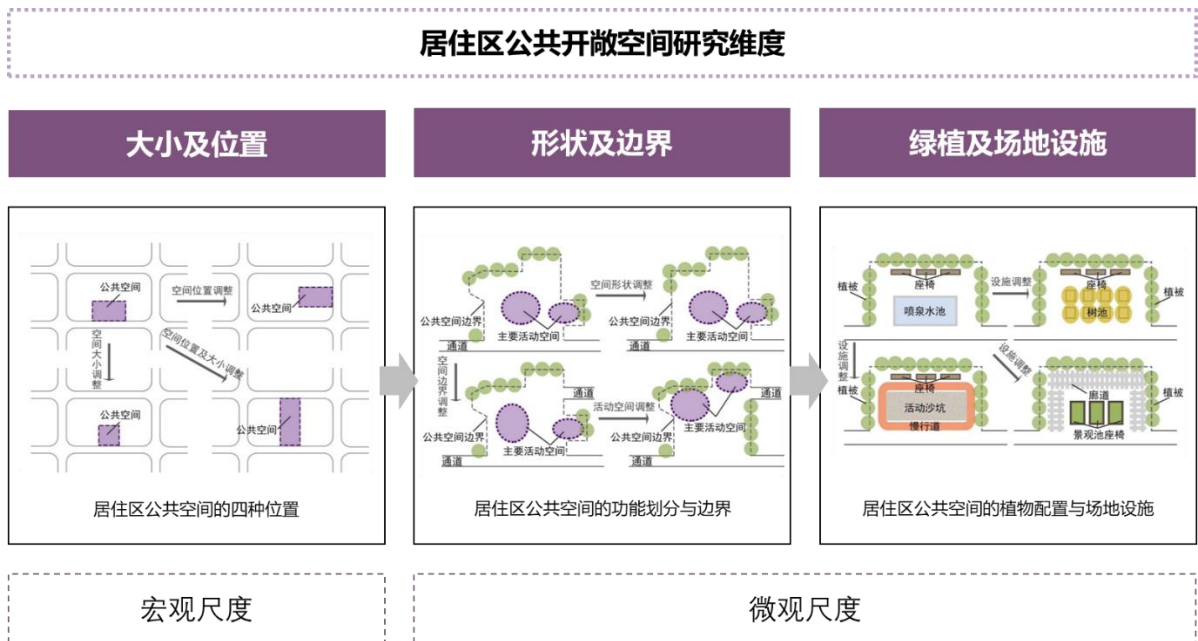 居住区公共开敞空间研究维度
大小及位置
公共空间
空间位置调整
公共空间
空间大小调整
空间位置及大小调整
公共空间
公共空间
居住区公共空间的四种位置
形状及边界
空间形状调整
公共空间边界
主要活动空间
公共空间边界
通道
通道
空间边界调整
通道
通道
活动空间调整
公共空间边界
主要活动空间
公共空间边界
主要活动空间
通道
通道
居住区公共空间的功能划分与边界
绿植及场地设施
植被
座椅
喷泉水池
设施调整
座椅
树池
植被
设施调整
设施调整
植被
座椅
活动沙坑
慢行道
廊道
景观池座椅
植被
居住区公共空间的植物配置与场地设施
宏观尺度
微观尺度